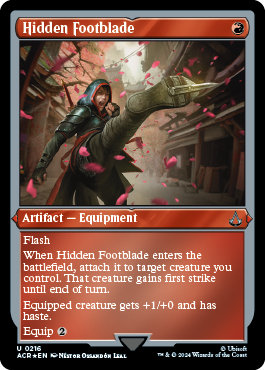 Hidden Footblade
Artifact — Equipment
Flash
When Hidden Footblade enters the
battlefield, attach it to target creature you
control. That creature gains first strike
until end of turn.
Equipped creature gets +1/+0 and has
haste.
Equip 2
U 0216
ACR ★ EN Néstor Ossandón Leal
© Ubisoft
™ & © 2024 Wizards of the Coast